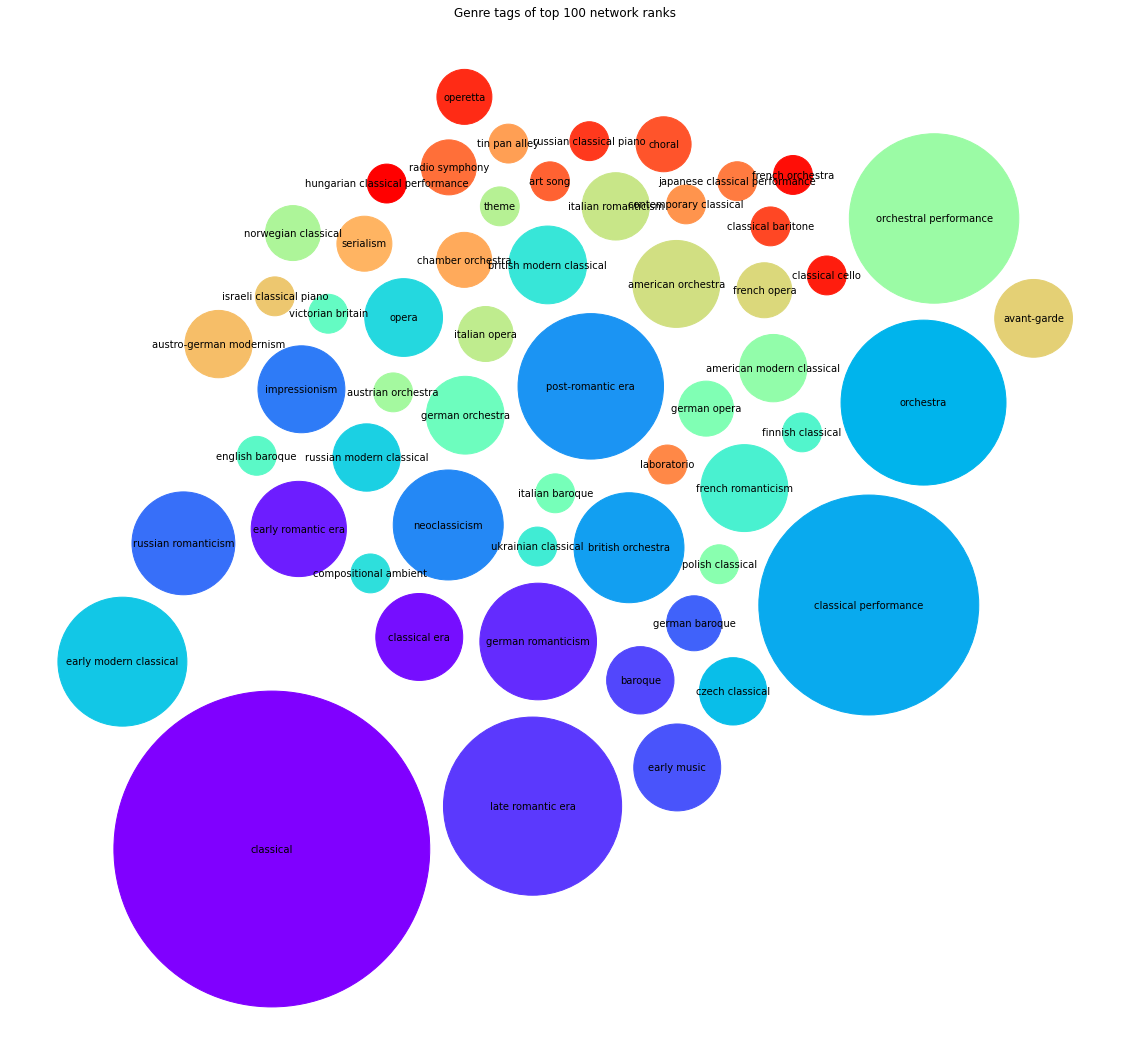 Genre tags of top 100 network ranks
operetta
tin pan alley
russian classical piano
choral
radio symphony
hungarian classical performance
art song
japanese classical performance
french orchestra
theme
italian romanticism
contemporary classical
orchestral performance
classical baritone
norwegian classical
serialism
chamber orchestra
british modern classical
american orchestra
classical cello
french opera
israeli classical piano
victorian britain
opera
avant-garde
italian opera
austro-german modernism
impressionism
austrian orchestra
post-romantic era
american modern classical
orchestra
german orchestra
german opera
finnish classical
english baroque
russian modern classical
laboratorio
french romanticism
italian baroque
early romantic era
neoclassicism
russian romanticism
ukrainian classical
british orchestra
polish classical
compositional ambient
classical performance
german baroque
classical era
german romanticism
early modern classical
baroque
czech classical
early music
late romantic era
classical